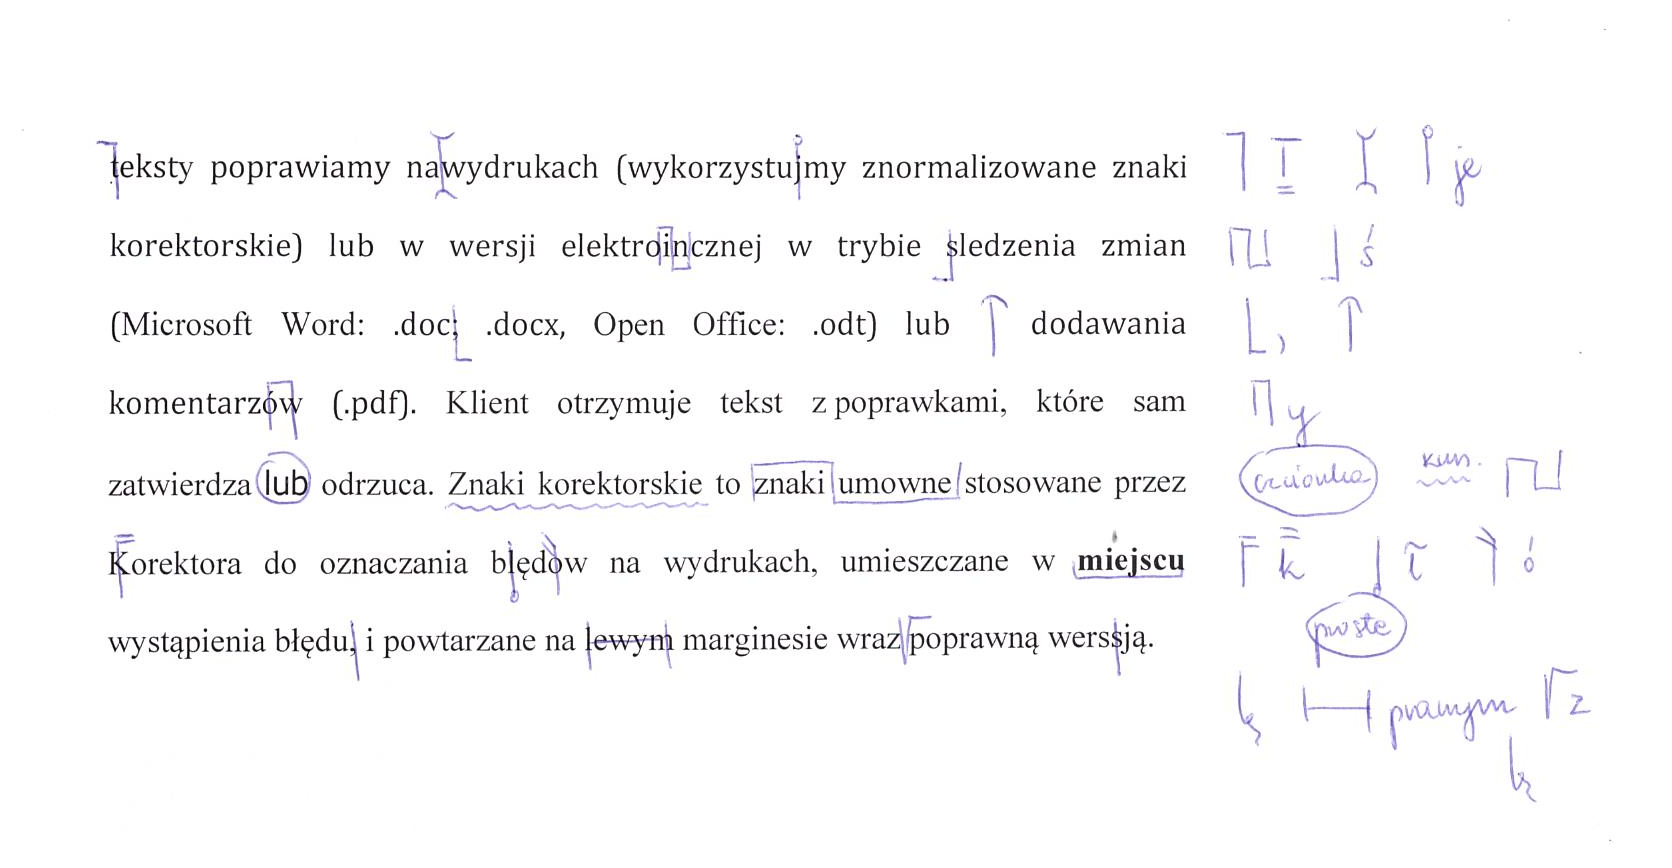 teksty poprawiamy nawydrukach (wykorzystujmy znormalizowane znaki je
korektorskie) lub w wersji elektroincznej w trybie sledzenia zmian ś
(Microsoft Word: .doc; .docx, Open Office: .odt) lub dodawania ,
komentarzów (.pdf). Klient otrzymuje tekst z poprawkami, które sam y
zatwierdza lub odrzuca. Znaki korektorskie to znaki umowne stosowane przez czcionka kurs.
Korektora do oznaczania blędòw na wydrukach, umieszczane w miejscu k ł ó
proste
wystąpienia błędu, i powtarzane na lewym marginesie wraz poprawną werssją.
prawym z